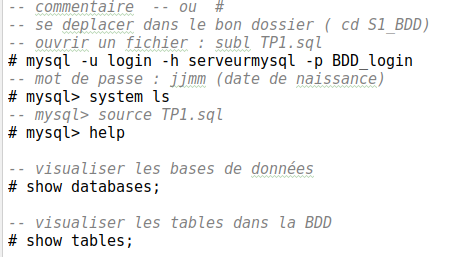 -- commentaire  -- ou  #
-- se deplacer dans le bon dossier ( cd S1_BDD)
-- ouvrir un fichier : subl TP1.sql
# mysql -u login -h serveurmysql -p BDD_login
-- mot de passe : jjmm (date de naissance)
# mysql> system ls
-- mysql> source TP1.sql
# mysql> help
-- visualiser les bases de données
# show databases;
-- visualiser les tables dans la BDD
# show tables;